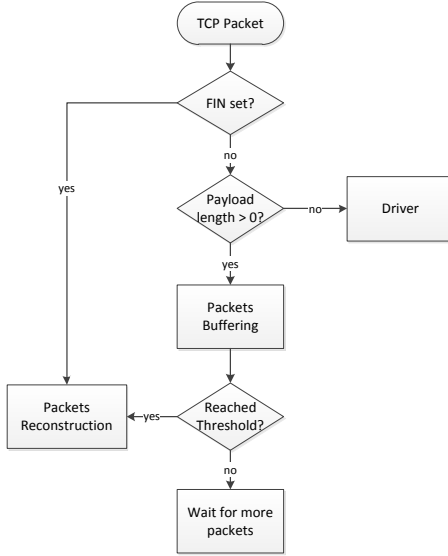 TCP Packet
FIN set?
no
yes
Payload
length > 0?
no
Driver
yes
Packets
Buffering
Packets
Reconstruction
yes
Reached
Threshold?
no
Wait for more
packets